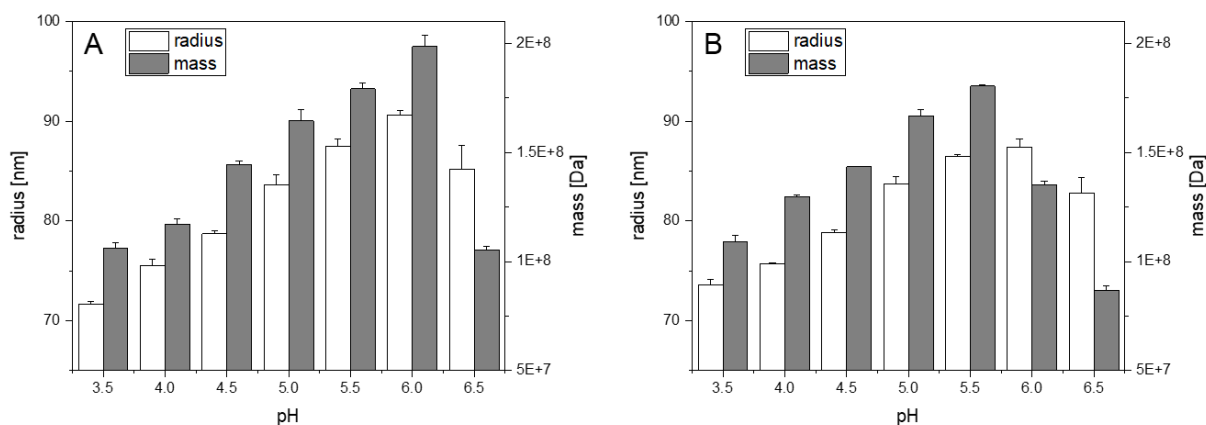 A
radius
mass
radius [nm]
100
90
80
70
mass [Da]
2E+8
1.5E+8
1E+8
5E+7
3.5 4.0 4.5 5.0 5.5 6.0 6.5
pH
B
radius
mass
radius [nm]
100
90
80
70
mass [Da]
2E+8
1.5E+8
1E+8
5E+7
3.5 4.0 4.5 5.0 5.5 6.0 6.5
pH